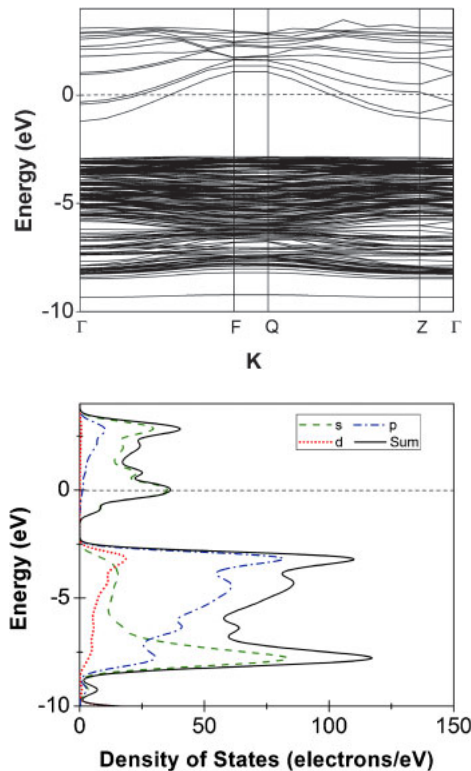 Energy (eV)
0
-5
-10
Γ
F
Q
Z
Γ
K
Energy (eV)
0
-5
-10
s
p
d
Sum
0
50
100
150
Density of States (electrons/eV)